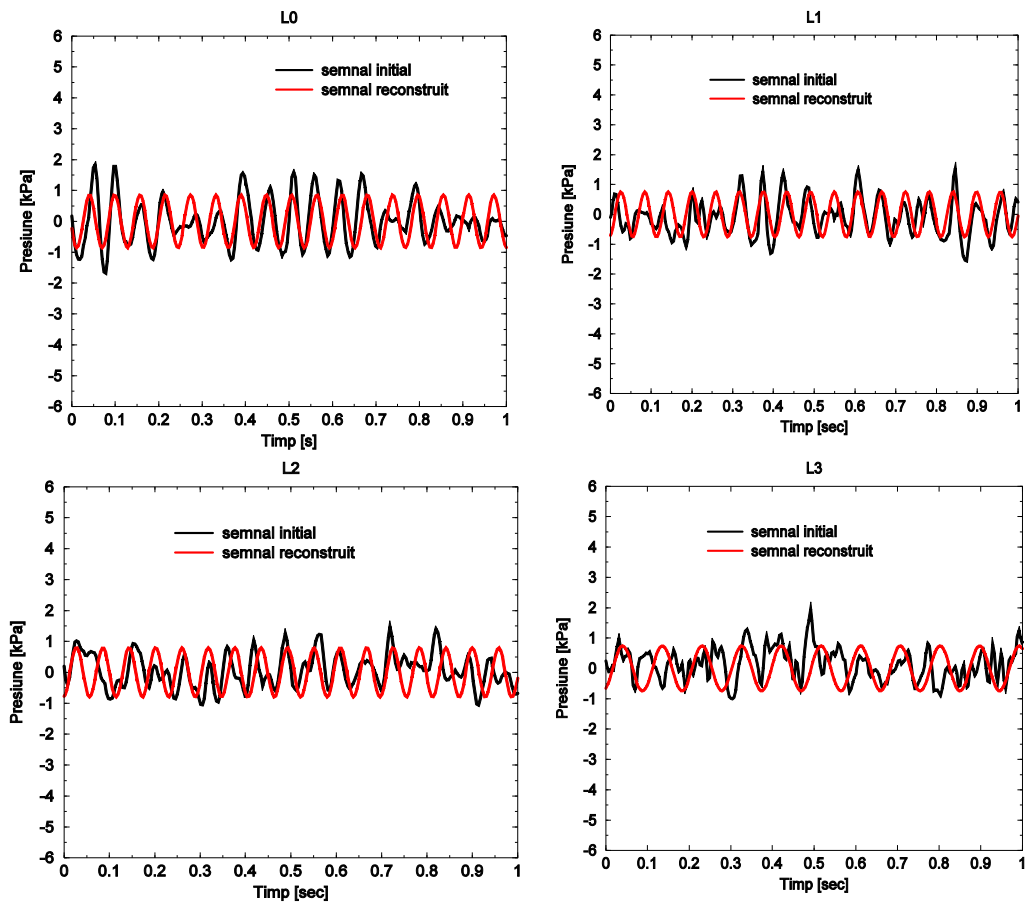 L0
6
5
4
3
2
1
0
-1
-2
-3
-4
-5
-6
Presiune [kPa]
semnal initial
semnal reconstruit
0 0.1 0.2 0.3 0.4 0.5 0.6 0.7 0.8 0.9 1
Timp [s]
L1
6
5
4
3
2
1
0
-1
-2
-3
-4
-5
-6
Presiune [kPa]
semnal initial
semnal reconstruit
0 0.1 0.2 0.3 0.4 0.5 0.6 0.7 0.8 0.9 1
Timp [sec]
L2
6
5
4
3
2
1
0
-1
-2
-3
-4
-5
-6
Presiune [kPa]
semnal initial
semnal reconstruit
0 0.1 0.2 0.3 0.4 0.5 0.6 0.7 0.8 0.9 1
Timp [sec]
L3
6
5
4
3
2
1
0
-1
-2
-3
-4
-5
-6
Presiune [kPa]
semnal initial
semnal reconstruit
0 0.1 0.2 0.3 0.4 0.5 0.6 0.7 0.8 0.9 1
Timp [sec]